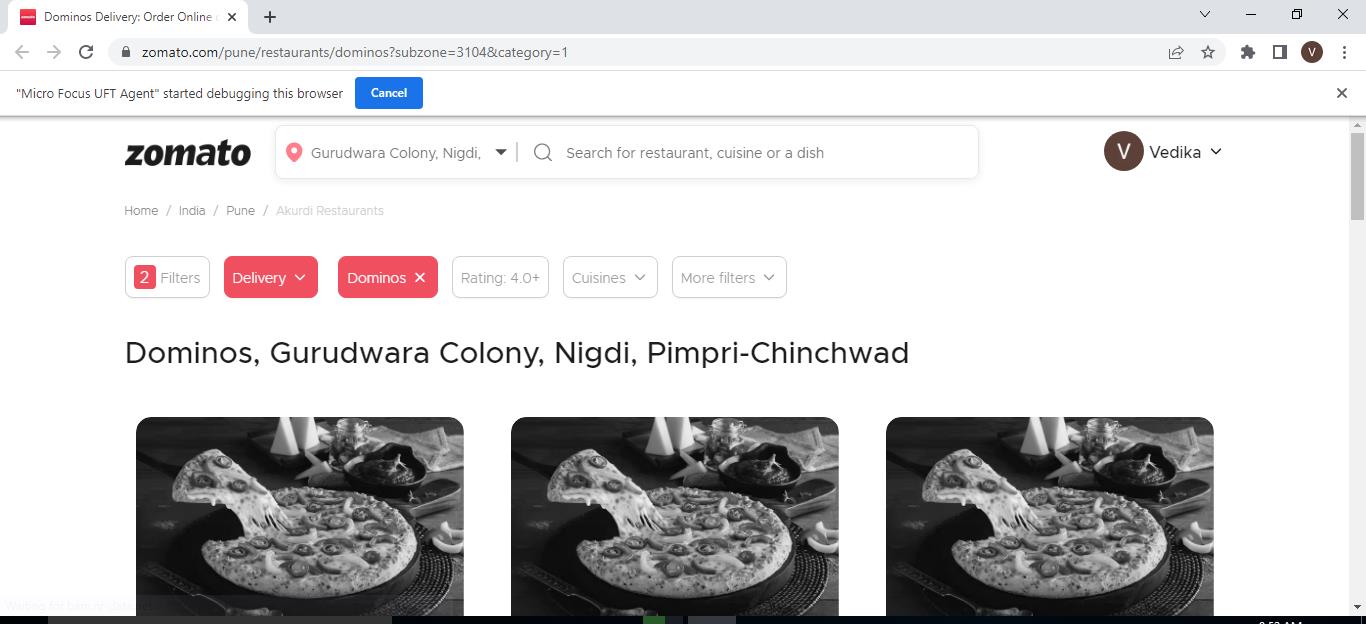 Dominos Delivery: Order Online
zomato.com/pune/restaurants/dominos?subzone=3104&category=1
V
"Micro Focus UFT Agent" started debugging this browser
Cancel
zomato
Gurudwara Colony, Nigdi,
Search for restaurant, cuisine or a dish
V
Vedika
Home / India / Pune / Akurdi Restaurants
2 Filters
Delivery
Dominos
Rating: 4.0+
Cuisines
More filters
Dominos, Gurudwara Colony, Nigdi, Pimpri-Chinchwad